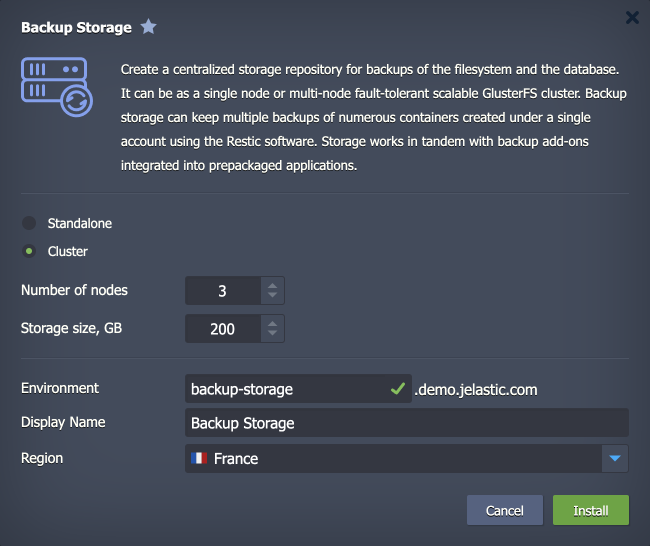 Backup Storage
Create a centralized storage repository for backups of the filesystem and the database.
It can be as a single node or multi-node fault-tolerant scalable GlusterFS cluster. Backup
storage can keep multiple backups of numerous containers created under a single
account using the Restic software. Storage works in tandem with backup add-ons
integrated into prepackaged applications.
Standalone
Cluster
Number of nodes 3
Storage size, GB 200
Environment backup-storage .demo.jelastic.com
Display Name Backup Storage
Region France
Cancel Install